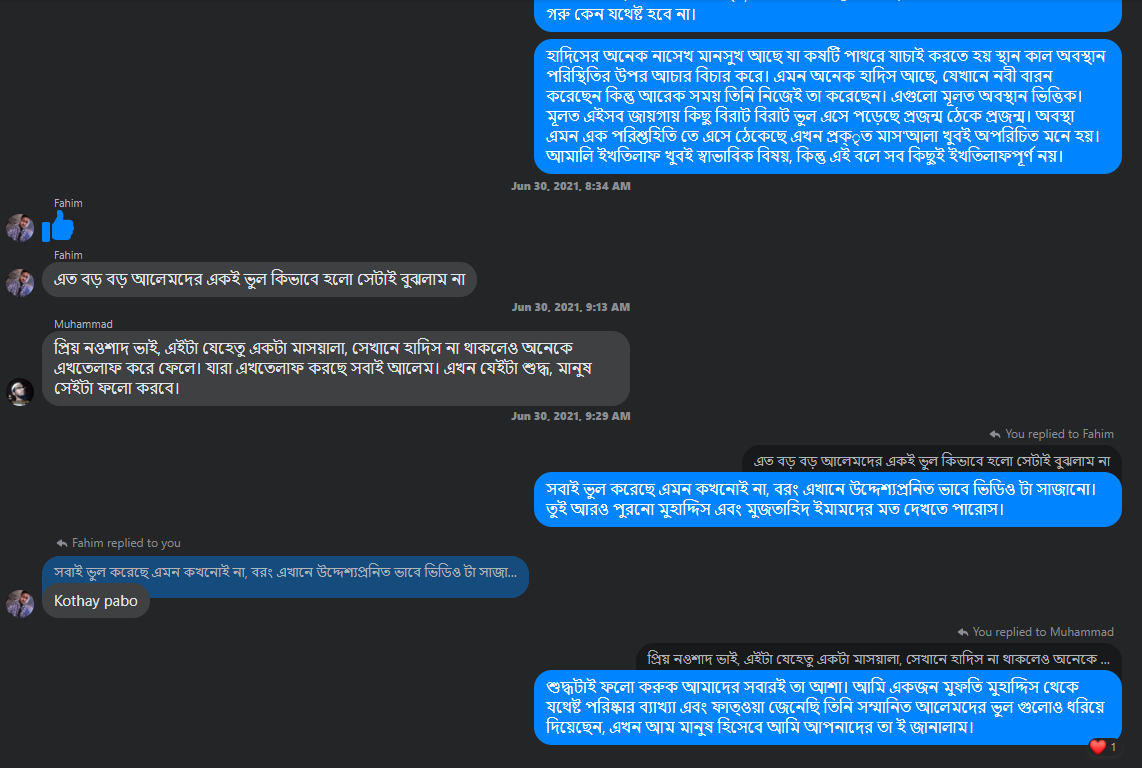 গরু কেন যথেষ্ট হবে না।
হাদিসের অনেক নাসেখ মানসুখ আছে যা কষটি পাথরে যাচাই করতে হয় স্থান কাল অবস্থান
পরিস্থিতির উপর আচার বিচার করে। এমন অনেক হাদিস আছে, যেখানে নবী বারন
করেছেন কিন্তু আরেক সময় তিনি নিজেই তা করেছেন। এগুলো মূলত অবস্থান ভিত্তিক।
মূলত এইসব জায়গায় কিছু বিরাট বিরাট ভুল এসে পড়েছে প্রজন্ম ঠেকে প্রজন্ম। অবস্থা
এমন এক পরিশ্তহিতি তে এসে ঠেকেছে এখন প্রক্ৃত মাস'আলা খুবই অপরিচিত মনে হয়।
আমালি ইখতিলাফ খুবই স্বাভাবিক বিষয়, কিন্তু এই বলে সব কিছুই ইখতিলাফপূর্ণ নয়।
Jun 30, 2021, 8:34 AM
Fahim
Fahim
এত বড় বড় আলেমদের একই ভুল কিভাবে হলো সেটাই বুঝলাম না
Jun 30, 2021, 9:13 AM
Muhammad
প্রিয় নওশাদ ভাই, এইটা যেহেতু একটা মাসয়ালা, সেখানে হাদিস না থাকলেও অনেকে
এখতেলাফ করে ফেলে। যারা এখতেলাফ করছে সবাই আলেম। এখন যেইটা শুদ্ধ, মানুষ
সেইটা ফলো করবে।
Jun 30, 2021, 9:29 AM
You replied to Fahim
এত বড় বড় আলেমদের একই ভুল কিভাবে হলো সেটাই বুঝলাম না
সবাই ভুল করেছে এমন কখনোই না, বরং এখানে উদ্দেশ্যপ্রনিত ভাবে ভিডিও টা সাজানো।
তুই আরও পুরনো মুহাদ্দিস এবং মুজতাহিদ ইমামদের মত দেখতে পারোস।
Fahim replied to you
সবাই ভুল করেছে এমন কখনোই না, বরং এখানে উদ্দেশ্যপ্রনিত ভাবে ভিডিও টা সাজা...
Kothay pabo
You replied to Muhammad
প্রিয় নওশাদ ভাই, এইটা যেহেতু একটা মাসয়ালা, সেখানে হাদিস না থাকলেও অনেকে ...
শুদ্ধটাই ফলো করুক আমাদের সবারই তা আশা। আমি একজন মুফতি মুহাদ্দিস থেকে
যথেষ্ট পরিষ্কার ব্যাখ্যা এবং ফাত্ওয়া জেনেছি তিনি সম্মানিত আলেমদের ভুল গুলোও ধরিয়ে
দিয়েছেন, এখন আম মানুষ হিসেবে আমি আপনাদের তা ই জানালাম।
1